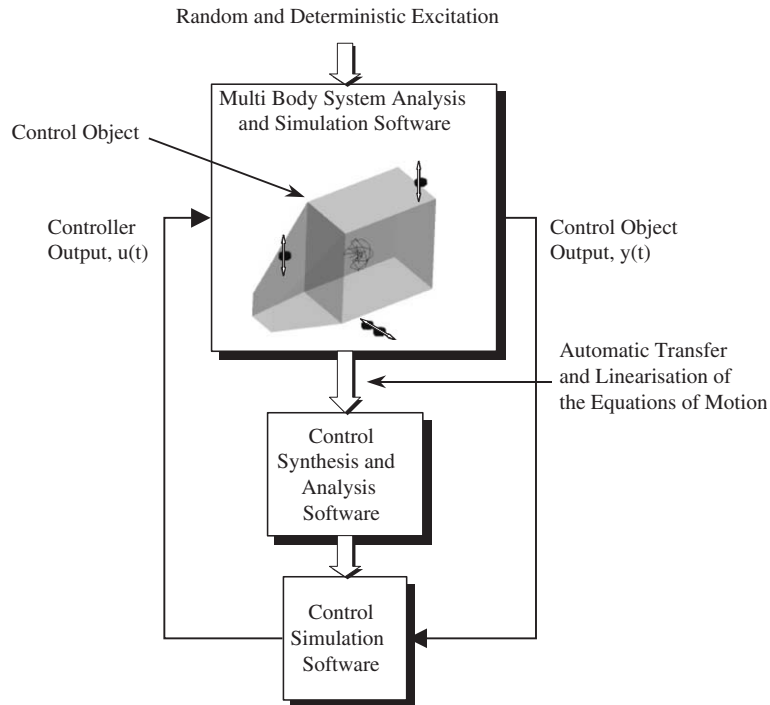 Random and Deterministic Excitation
Multi Body System Analysis
and Simulation Software
Control Object
Controller
Output, u(t)
Control Object
Output, y(t)
Automatic Transfer
and Linearisation of
the Equations of Motion
Control
Synthesis and
Analysis
Software
Control
Simulation
Software